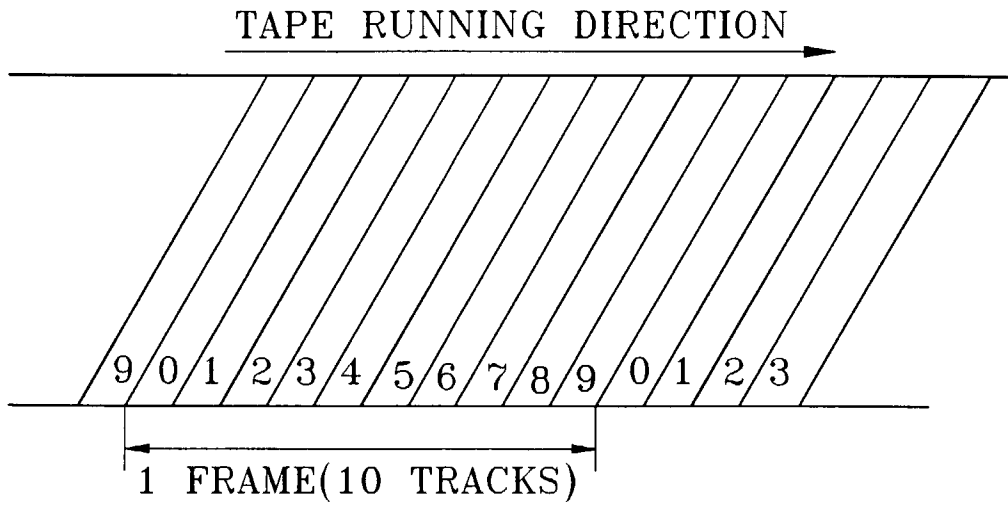 TAPE RUNNING DIRECTION
9 0 1 2 3 4 5 6 7 8 9 0 1 2 3
1 FRAME(10 TRACKS)